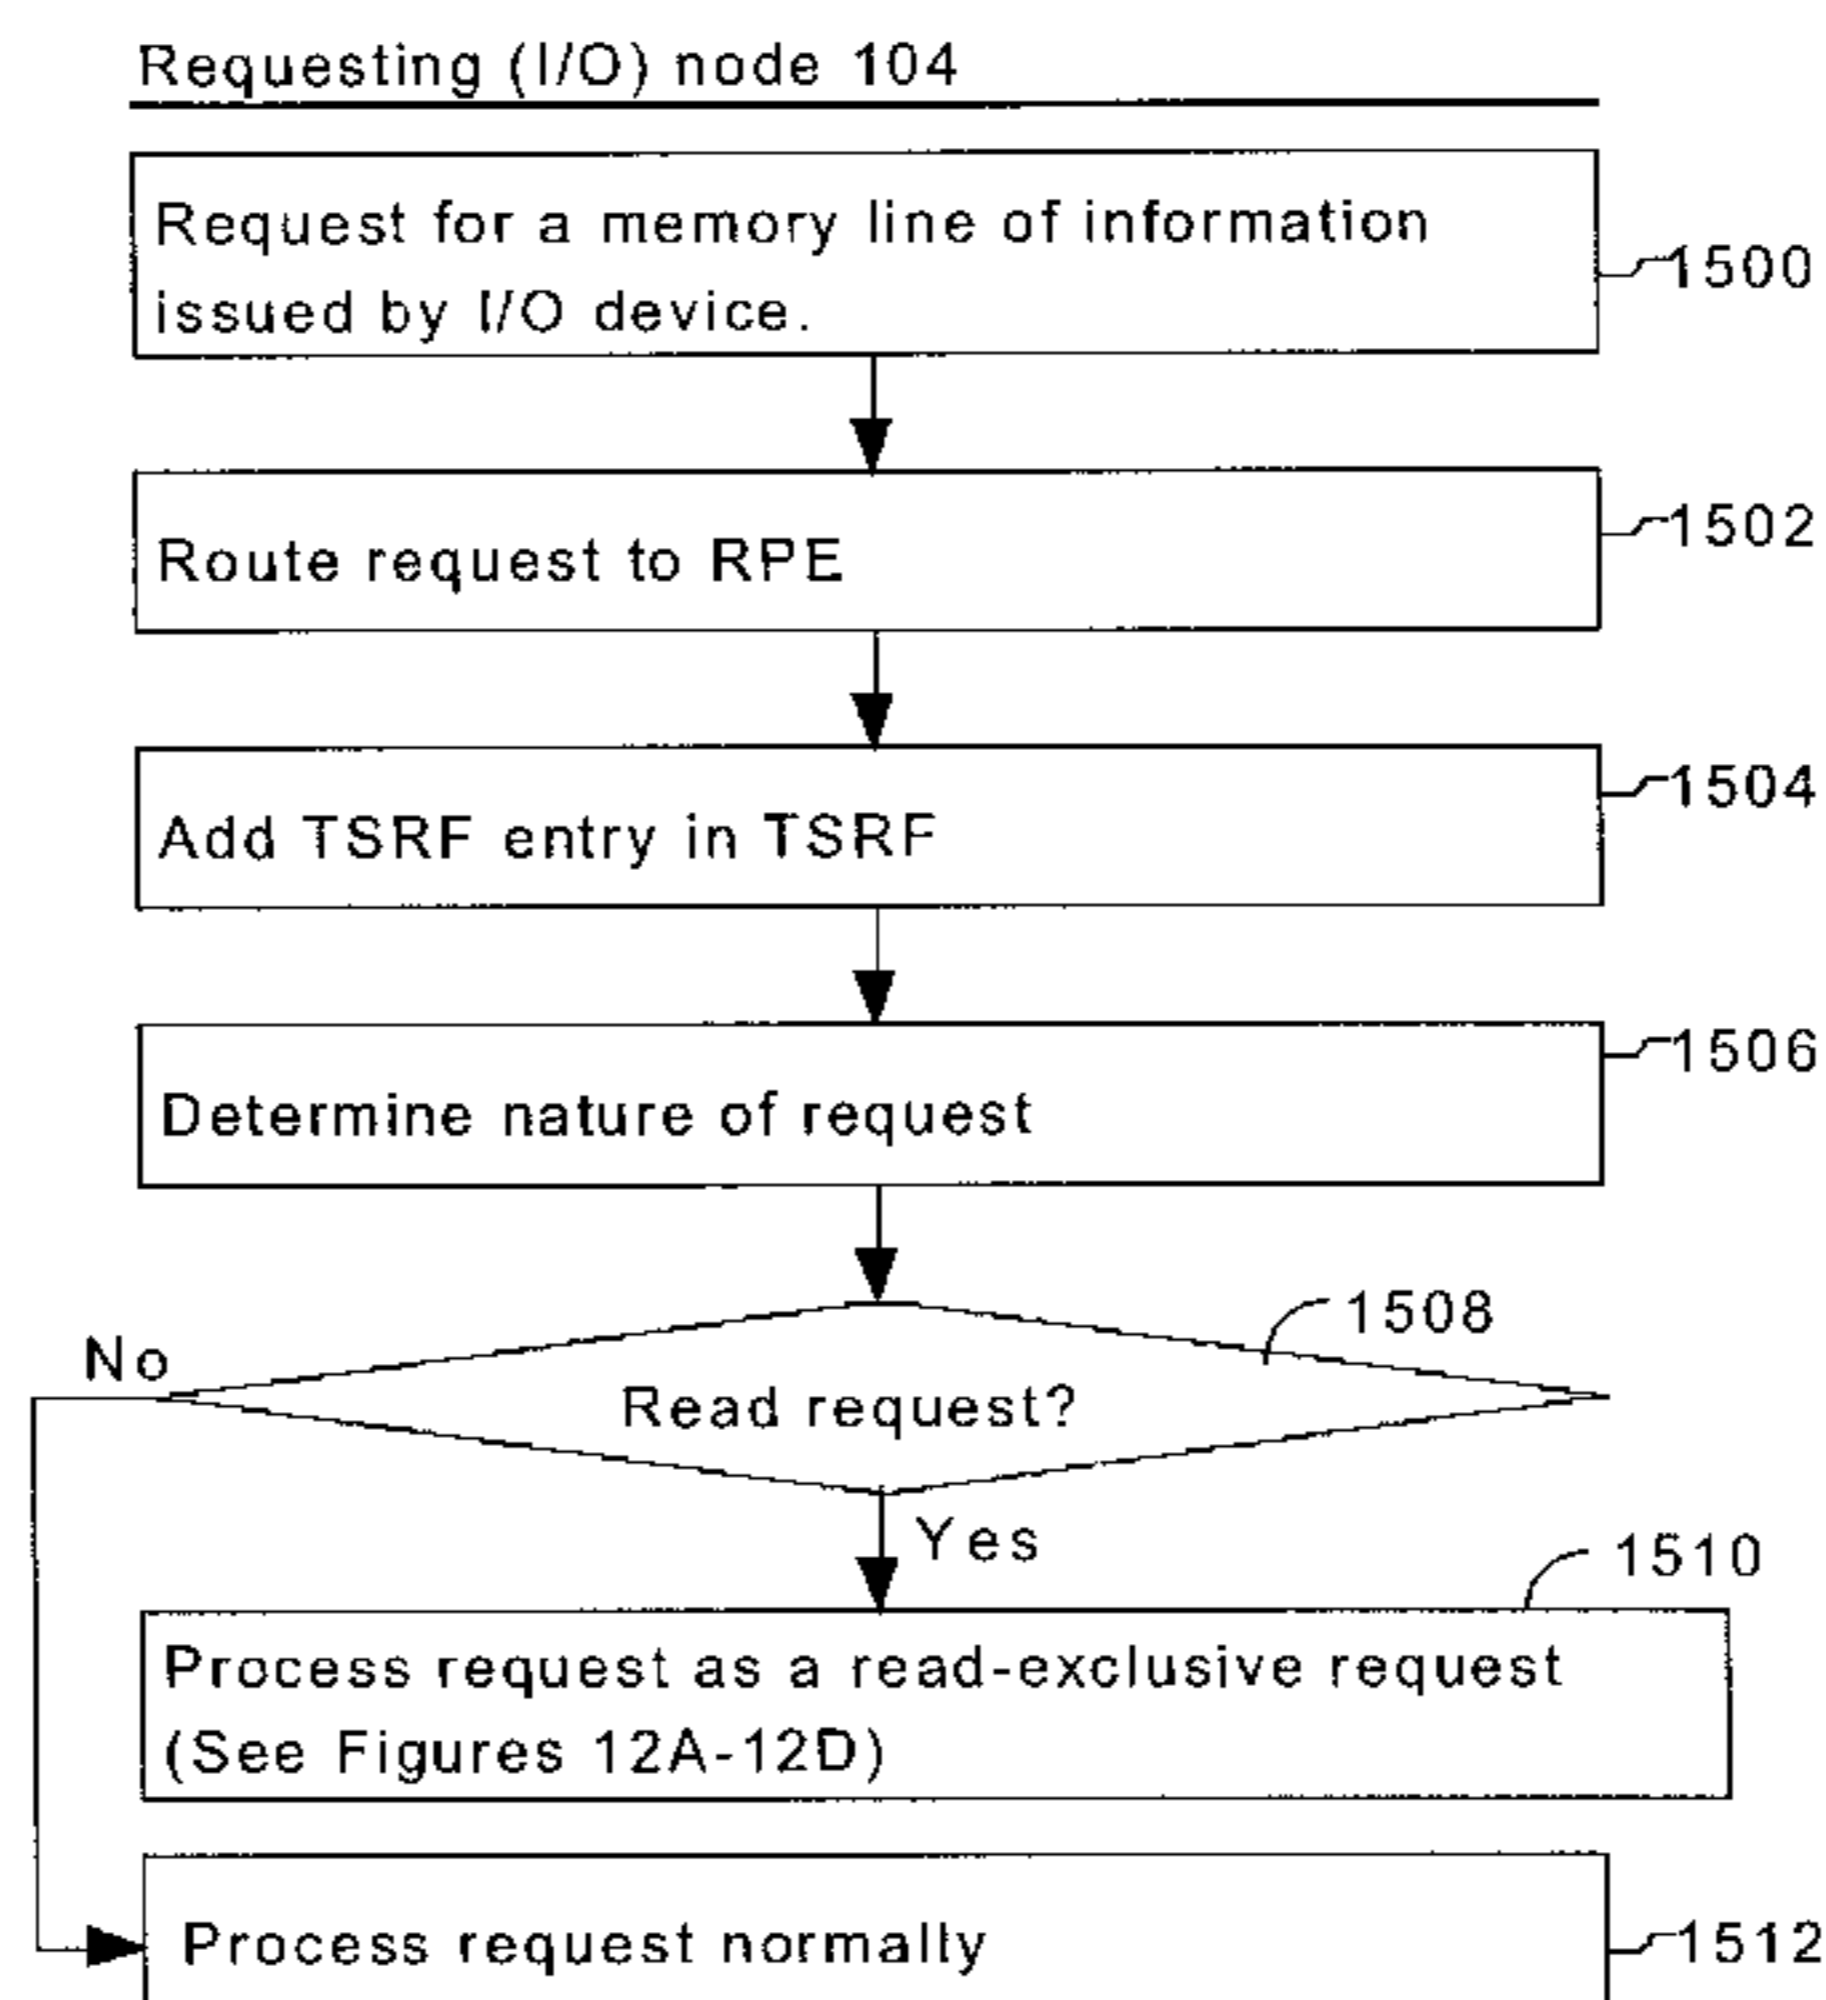 Requesting (I/O) node 104
Request for a memory line of information
issued by I/O device.
1500
Route request to RPE
1502
Add TSRF entry in TSRF
1504
Determine nature of request
1506
1508
No
Read request?
Yes
1510
Process request as a read-exclusive request
(See Figures 12A-12D)
Process request normally
1512